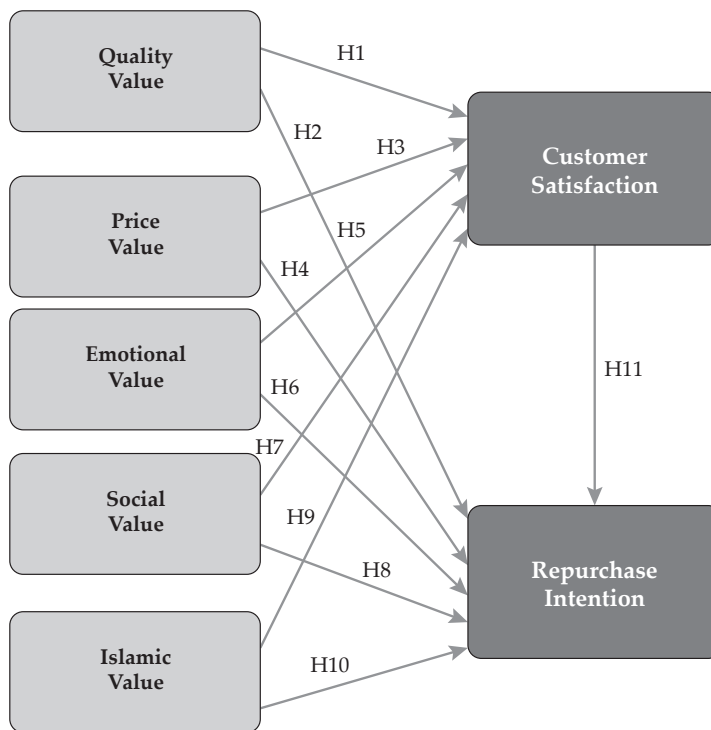 Quality
Value
H1
H2
Customer
Satisfaction
H3
Price
Value
H5
H4
Emotional
Value
H11
H6
H7
Social
Value
H9
H8
Repurchase
Intention
Islamic
Value
H10